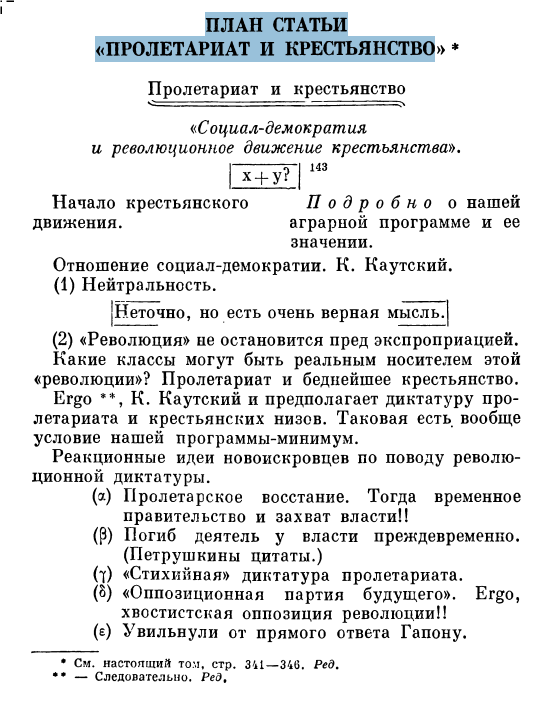 ПЛАН СТАТЬИ
«ПРОЛЕТАРИАТ И КРЕСТЬЯНСТВО» *
Пролетариат и крестьянство
«Социал-демократия
и революционное движение крестьянства».
x+y? 143
Начало крестьянского
движения.
Подробно о нашей
аграрной программе и ее
значении.
Отношение социал-демократии. К. Каутский.
(1) Нейтральность.
Неточно, но есть очень верная мысль.
(2) «Революция» не остановится пред экспроприацией.
Какие классы могут быть реальным носителем этой
«революции»? Пролетариат и беднейшее крестьянство.
Ergo **, К. Каутский и предполагает диктатуру про-
летариата и крестьянских низов. Таковая есть вообще
условие нашей программы-минимум.
Реакционные идеи новоискровцев по поводу револю-
ционной диктатуры.
(α) Пролетарское восстание. Тогда временное
правительство и захват власти!!
(β) Погиб деятель у власти преждевременно.
(Петрушкины цитаты.)
(γ) «Стихийная» диктатура пролетариата.
(δ) «Оппозиционная партия будущего». Ergo,
хвостистская оппозиция революции!!
(ε) Увильнули от прямого ответа Гапону.
* См. настоящий том, стр. 341—346. Ред.
** — Следовательно. Ред.